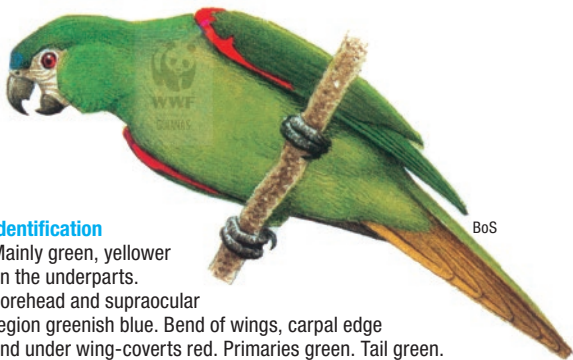 WWF
GUIANAS
BoS
dentification
Mainly green, yellower
n the underparts.
orehead and supraocular
egion greenish blue. Bend of wings, carpal edge
nd under wing-coverts red. Primaries green. Tail green.